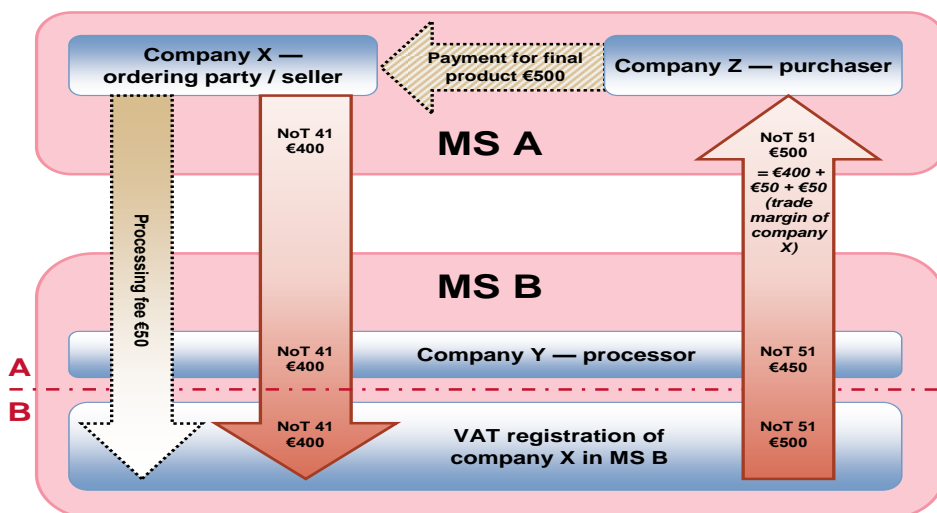 Company X —
ordering party / seller
Payment for final
product €500
Company Z — purchaser
NoT 41
€400
MS A
NoT 51
€500
= €400 +
€50 + €50
(trade
margin of
company
X)
Processing fee €50
MS B
A
NoT 41
€400
Company Y — processor
NoT 51
€450
B
NoT 41
€400
VAT registration of
company X in MS B
NoT 51
€500